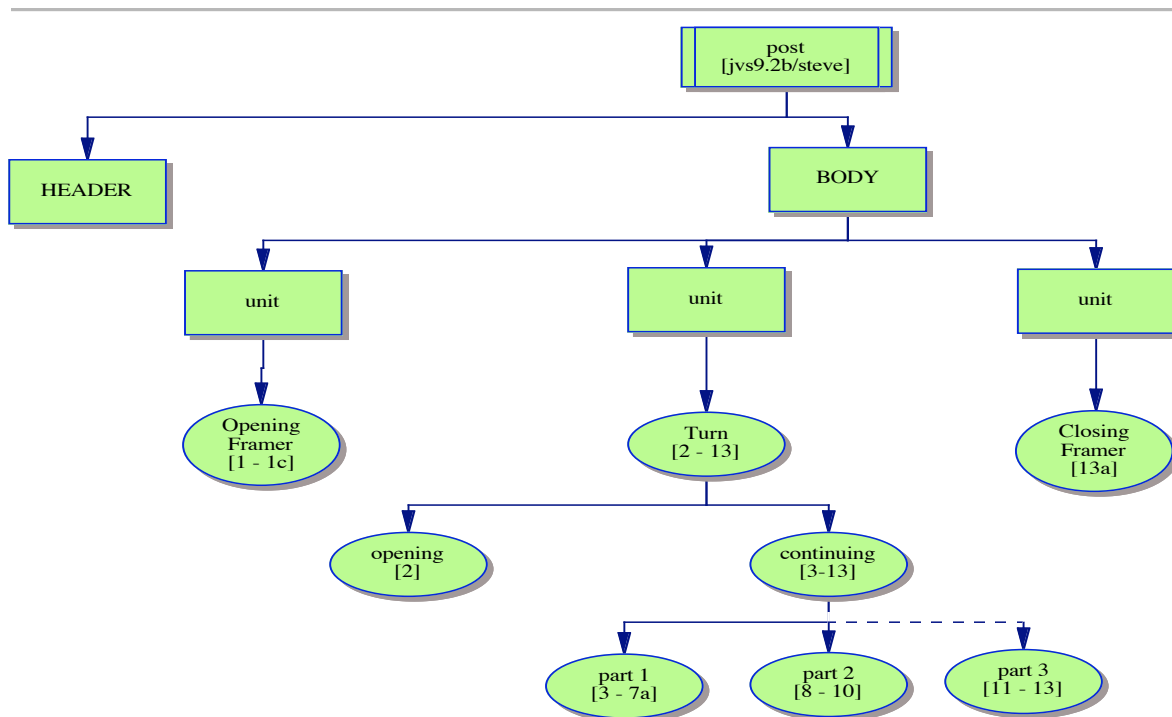 post
[jvs9.2b/steve]
HEADER
BODY
unit
unit
unit
Opening
Framer
[1 - 1c]
Turn
[2 - 13]
Closing
Framer
[13a]
opening
[2]
continuing
[3-13]
part 1
[3 - 7a]
part 2
[8 - 10]
part 3
[11 - 13]